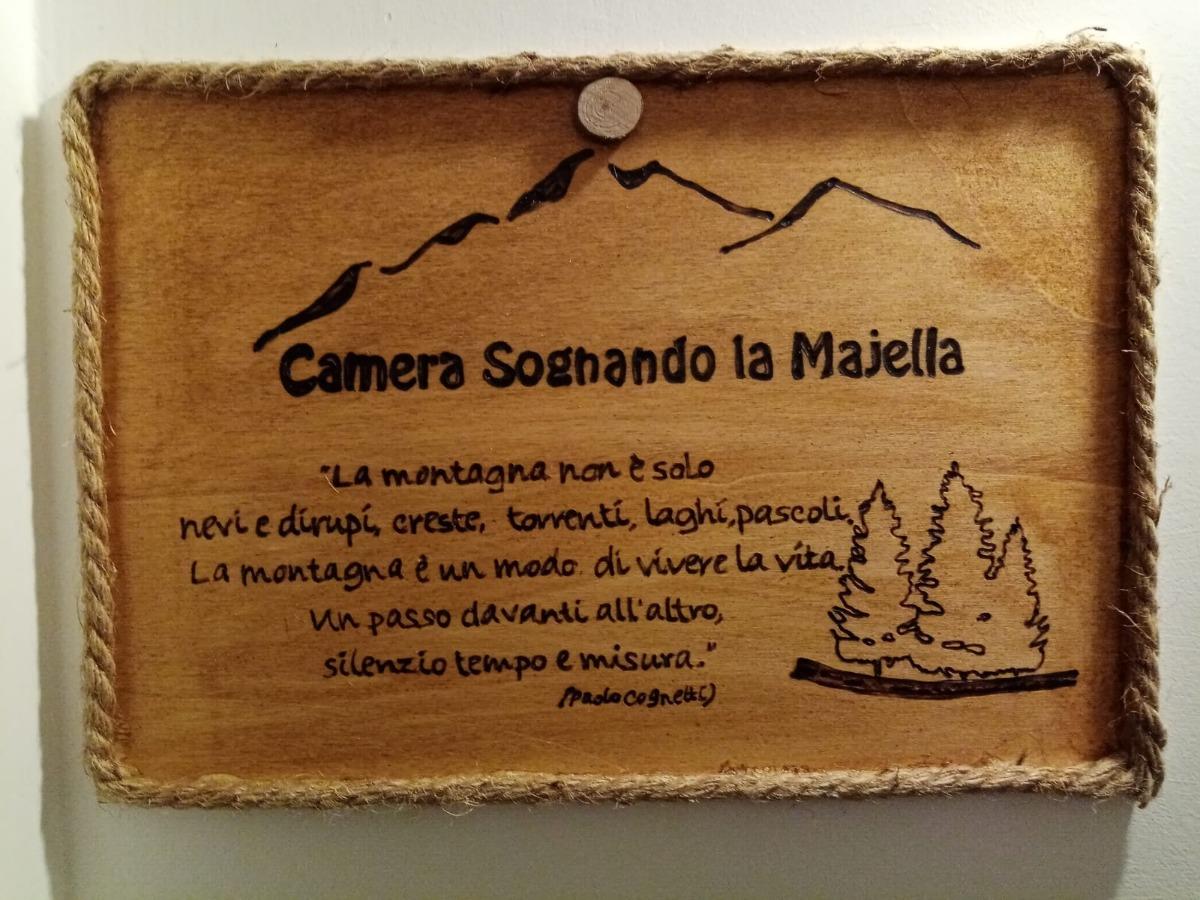 Camera Sognando la Majella
"La montagna non è solo
nevi e dirupi, creste, torrenti, laghi, pascoli.
La montagna è un modo di vivere la vita.
Un passo davanti all'altro,
silenzio tempo e misura."
(Paolo Cognetti)